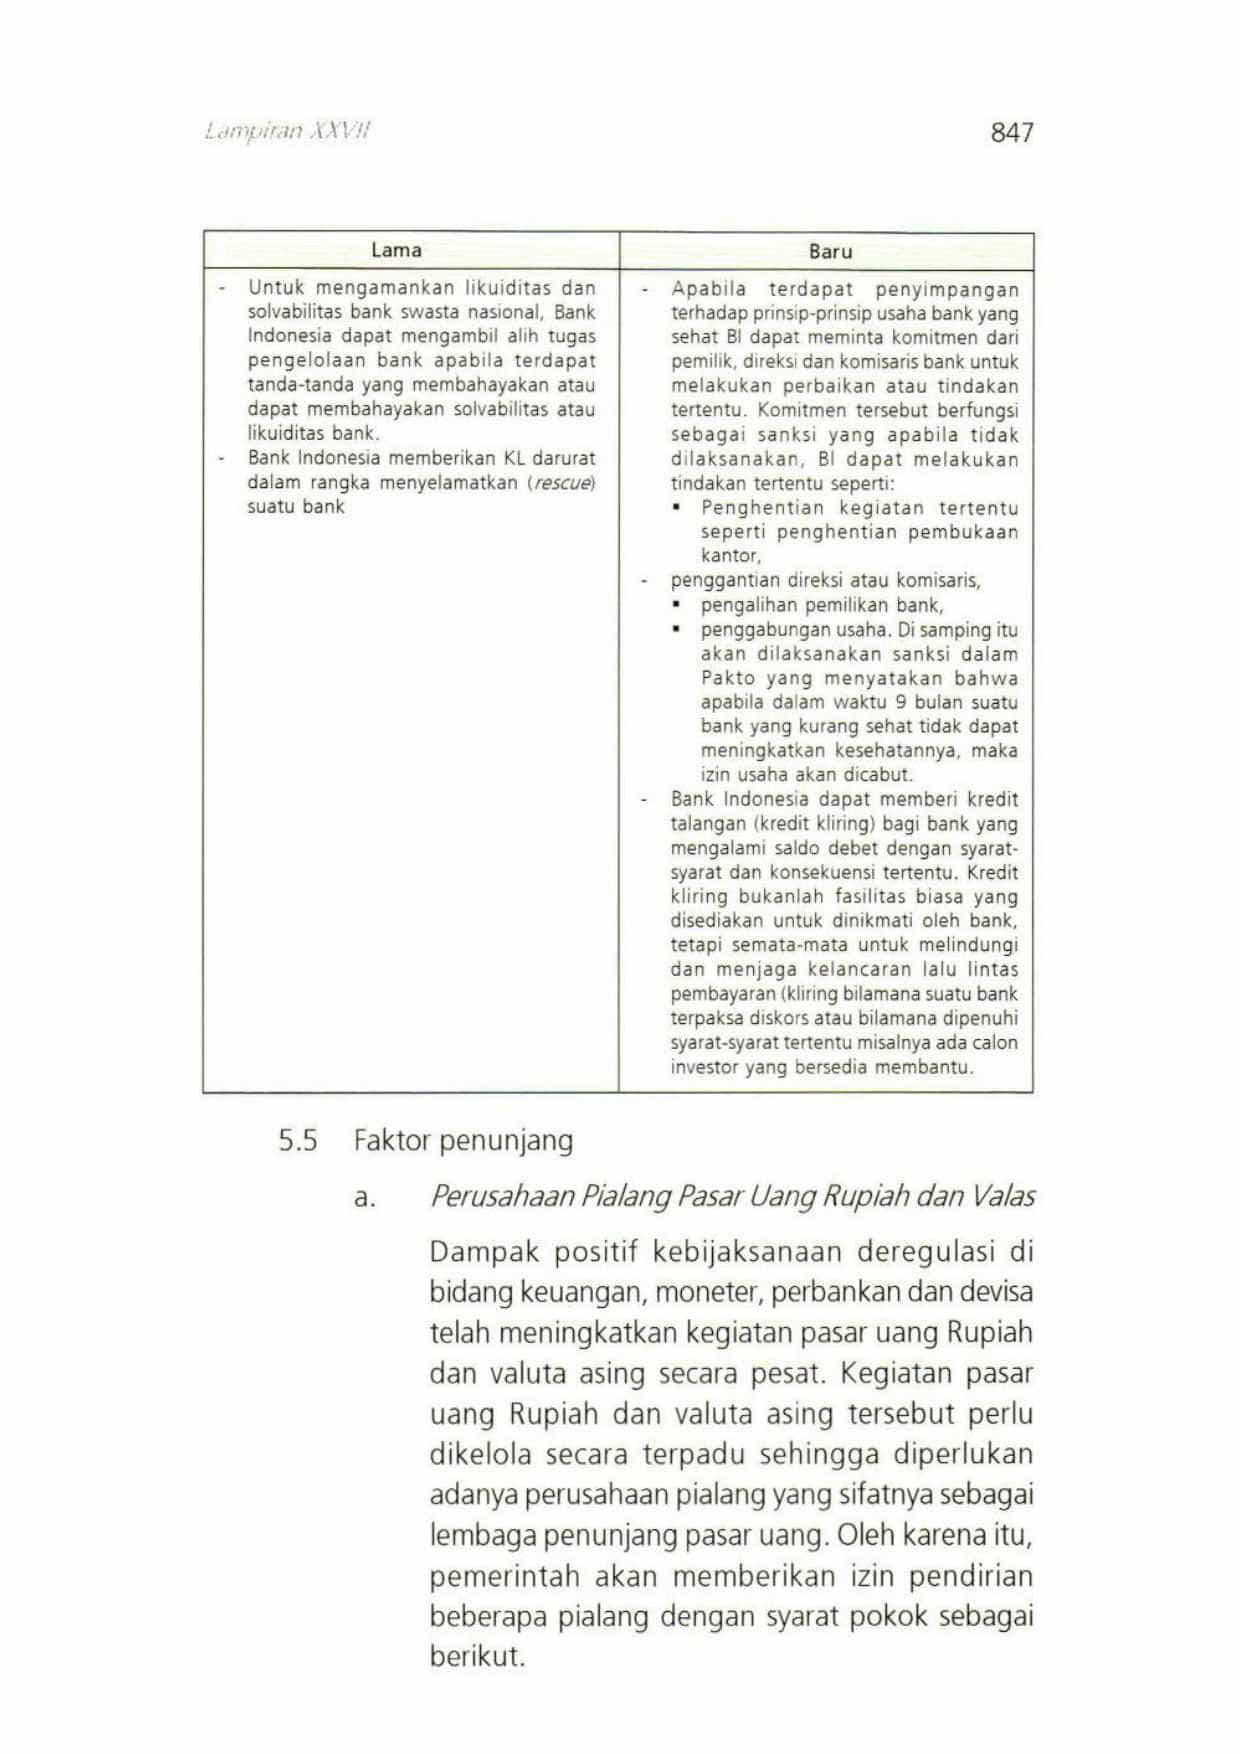 Lampiran XXVII
847
Lama
- Untuk mengamankan likuiditas dan
solvabilitas bank swasta nasional, Bank
Indonesia dapat mengambil alih tugas
pengelolaan bank apabila terdapat
tanda-tanda yang membahayakan atau
dapat membahayakan solvabilitas atau
likuiditas bank.
- Bank Indonesia memberikan KL darurat
dalam rangka menyelamatkan (rescue)
suatu bank
Baru
- Apabila terdapat penyimpangan
terhadap prinsip-prinsip usaha bank yang
sehat BI dapat meminta komitmen dari
pemilik, direksi dan komisaris bank untuk
melakukan perbaikan atau tindakan
tertentu. Komitmen tersebut berfungsi
sebagai sanksi yang apabila tidak
dilaksanakan, BI dapat melakukan
tindakan tertentu seperti:
▪ Penghentian kegiatan tertentu
seperti penghentian pembukaan
kantor,
- penggantian direksi atau komisaris,
▪ pengalihan pemilikan bank,
▪ penggabungan usaha. Di samping itu
akan dilaksanakan sanksi dalam
Pakto yang menyatakan bahwa
apabila dalam waktu 9 bulan suatu
bank yang kurang sehat tidak dapat
meningkatkan kesehatannya, maka
izin usaha akan dicabut.
- Bank Indonesia dapat memberi kredit
talangan (kredit kliring) bagi bank yang
mengalami saldo debet dengan syarat-
syarat dan konsekuensi tertentu. Kredit
kliring bukanlah fasilitas biasa yang
disediakan untuk dinikmati oleh bank,
tetapi semata-mata untuk melindungi
dan menjaga kelancaran lalu lintas
pembayaran (kliring bilamana suatu bank
terpaksa diskors atau bilamana dipenuhi
syarat-syarat tertentu misalnya ada calon
investor yang bersedia membantu.
5.5 Faktor penunjang
a. Perusahaan Pialang Pasar Uang Rupiah dan Valas
Dampak positif kebijaksanaan deregulasi di
bidang keuangan, moneter, perbankan dan devisa
telah meningkatkan kegiatan pasar uang Rupiah
dan valuta asing secara pesat. Kegiatan pasar
uang Rupiah dan valuta asing tersebut perlu
dikelola secara terpadu sehingga diperlukan
adanya perusahaan pialang yang sifatnya sebagai
lembaga penunjang pasar uang. Oleh karena itu,
pemerintah akan memberikan izin pendirian
beberapa pialang dengan syarat pokok sebagai
berikut.